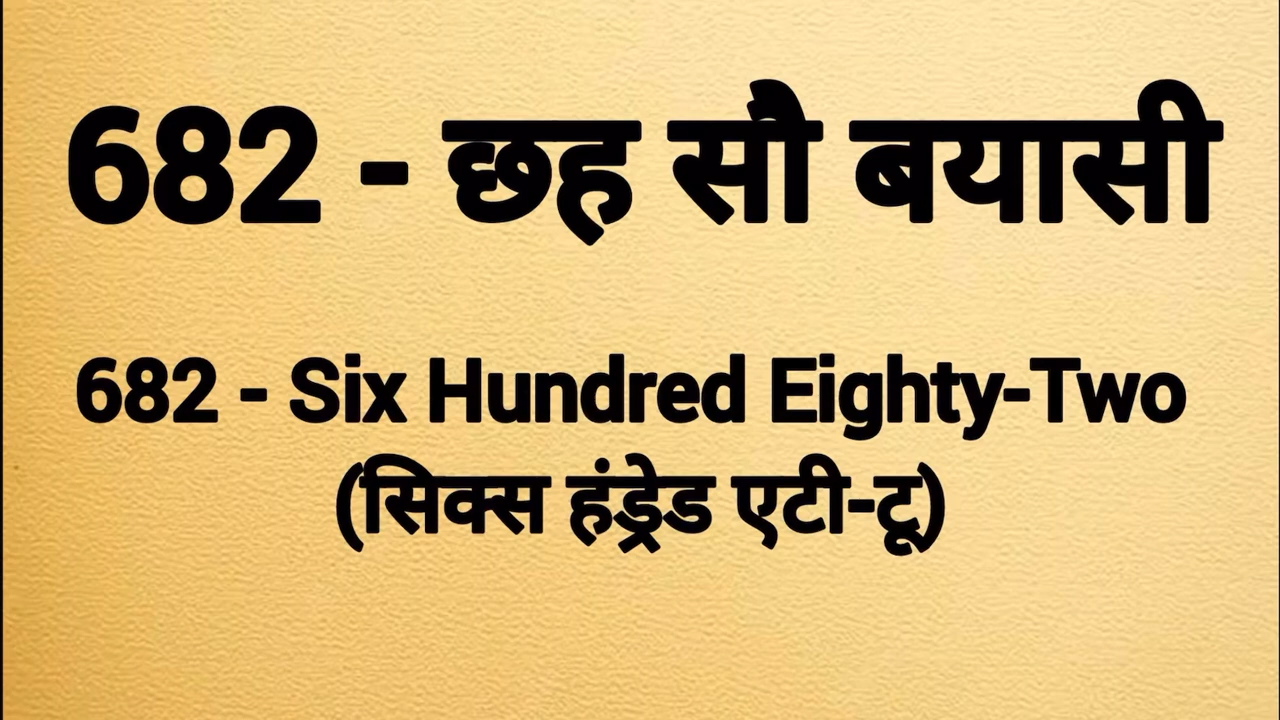 682 - छह सौ बयासी
682 - Six Hundred Eighty-Two
(सिक्स हंड्रेड एटी-टू)